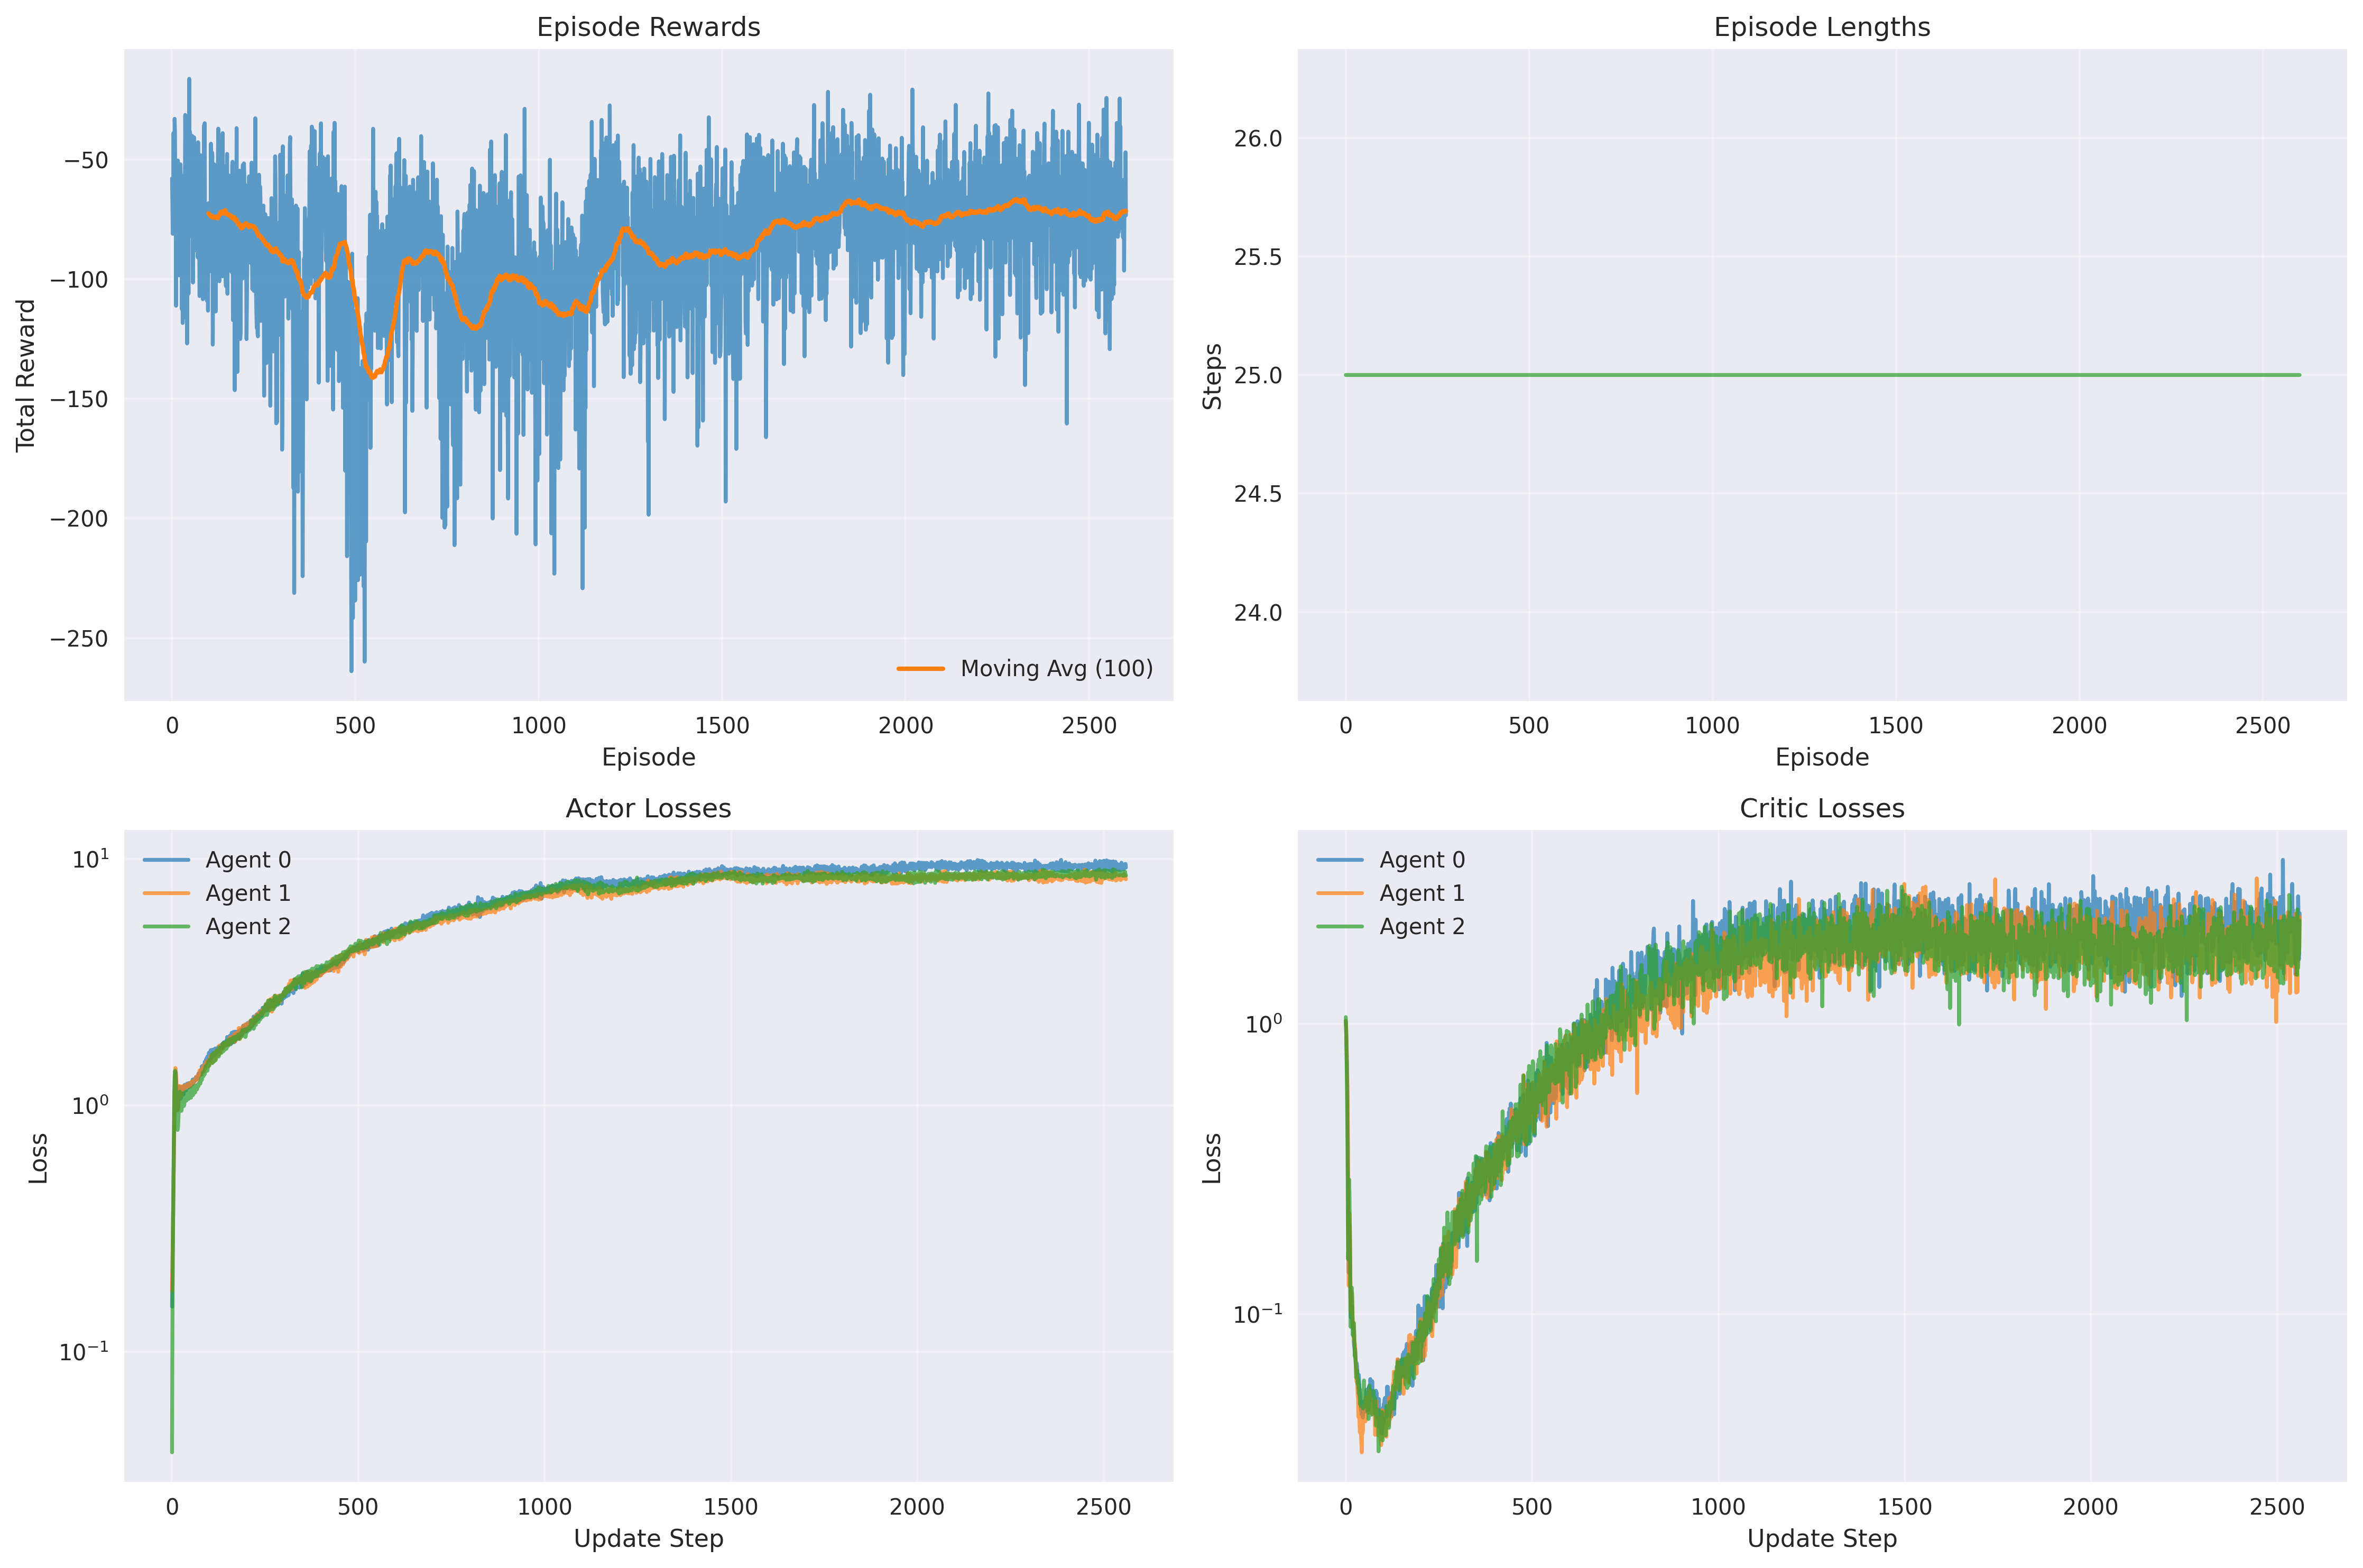 Episode Rewards
Total Reward
−50
−100
−150
−200
−250
0 500 1000 1500 2000 2500
Episode
Moving Avg (100)
Episode Lengths
Steps
26.0
25.5
25.0
24.5
24.0
0 500 1000 1500 2000 2500
Episode
Actor Losses
Loss
10¹
10⁰
10⁻¹
Agent 0
Agent 1
Agent 2
0 500 1000 1500 2000 2500
Update Step
Critic Losses
Loss
10⁰
10⁻¹
Agent 0
Agent 1
Agent 2
0 500 1000 1500 2000 2500
Update Step